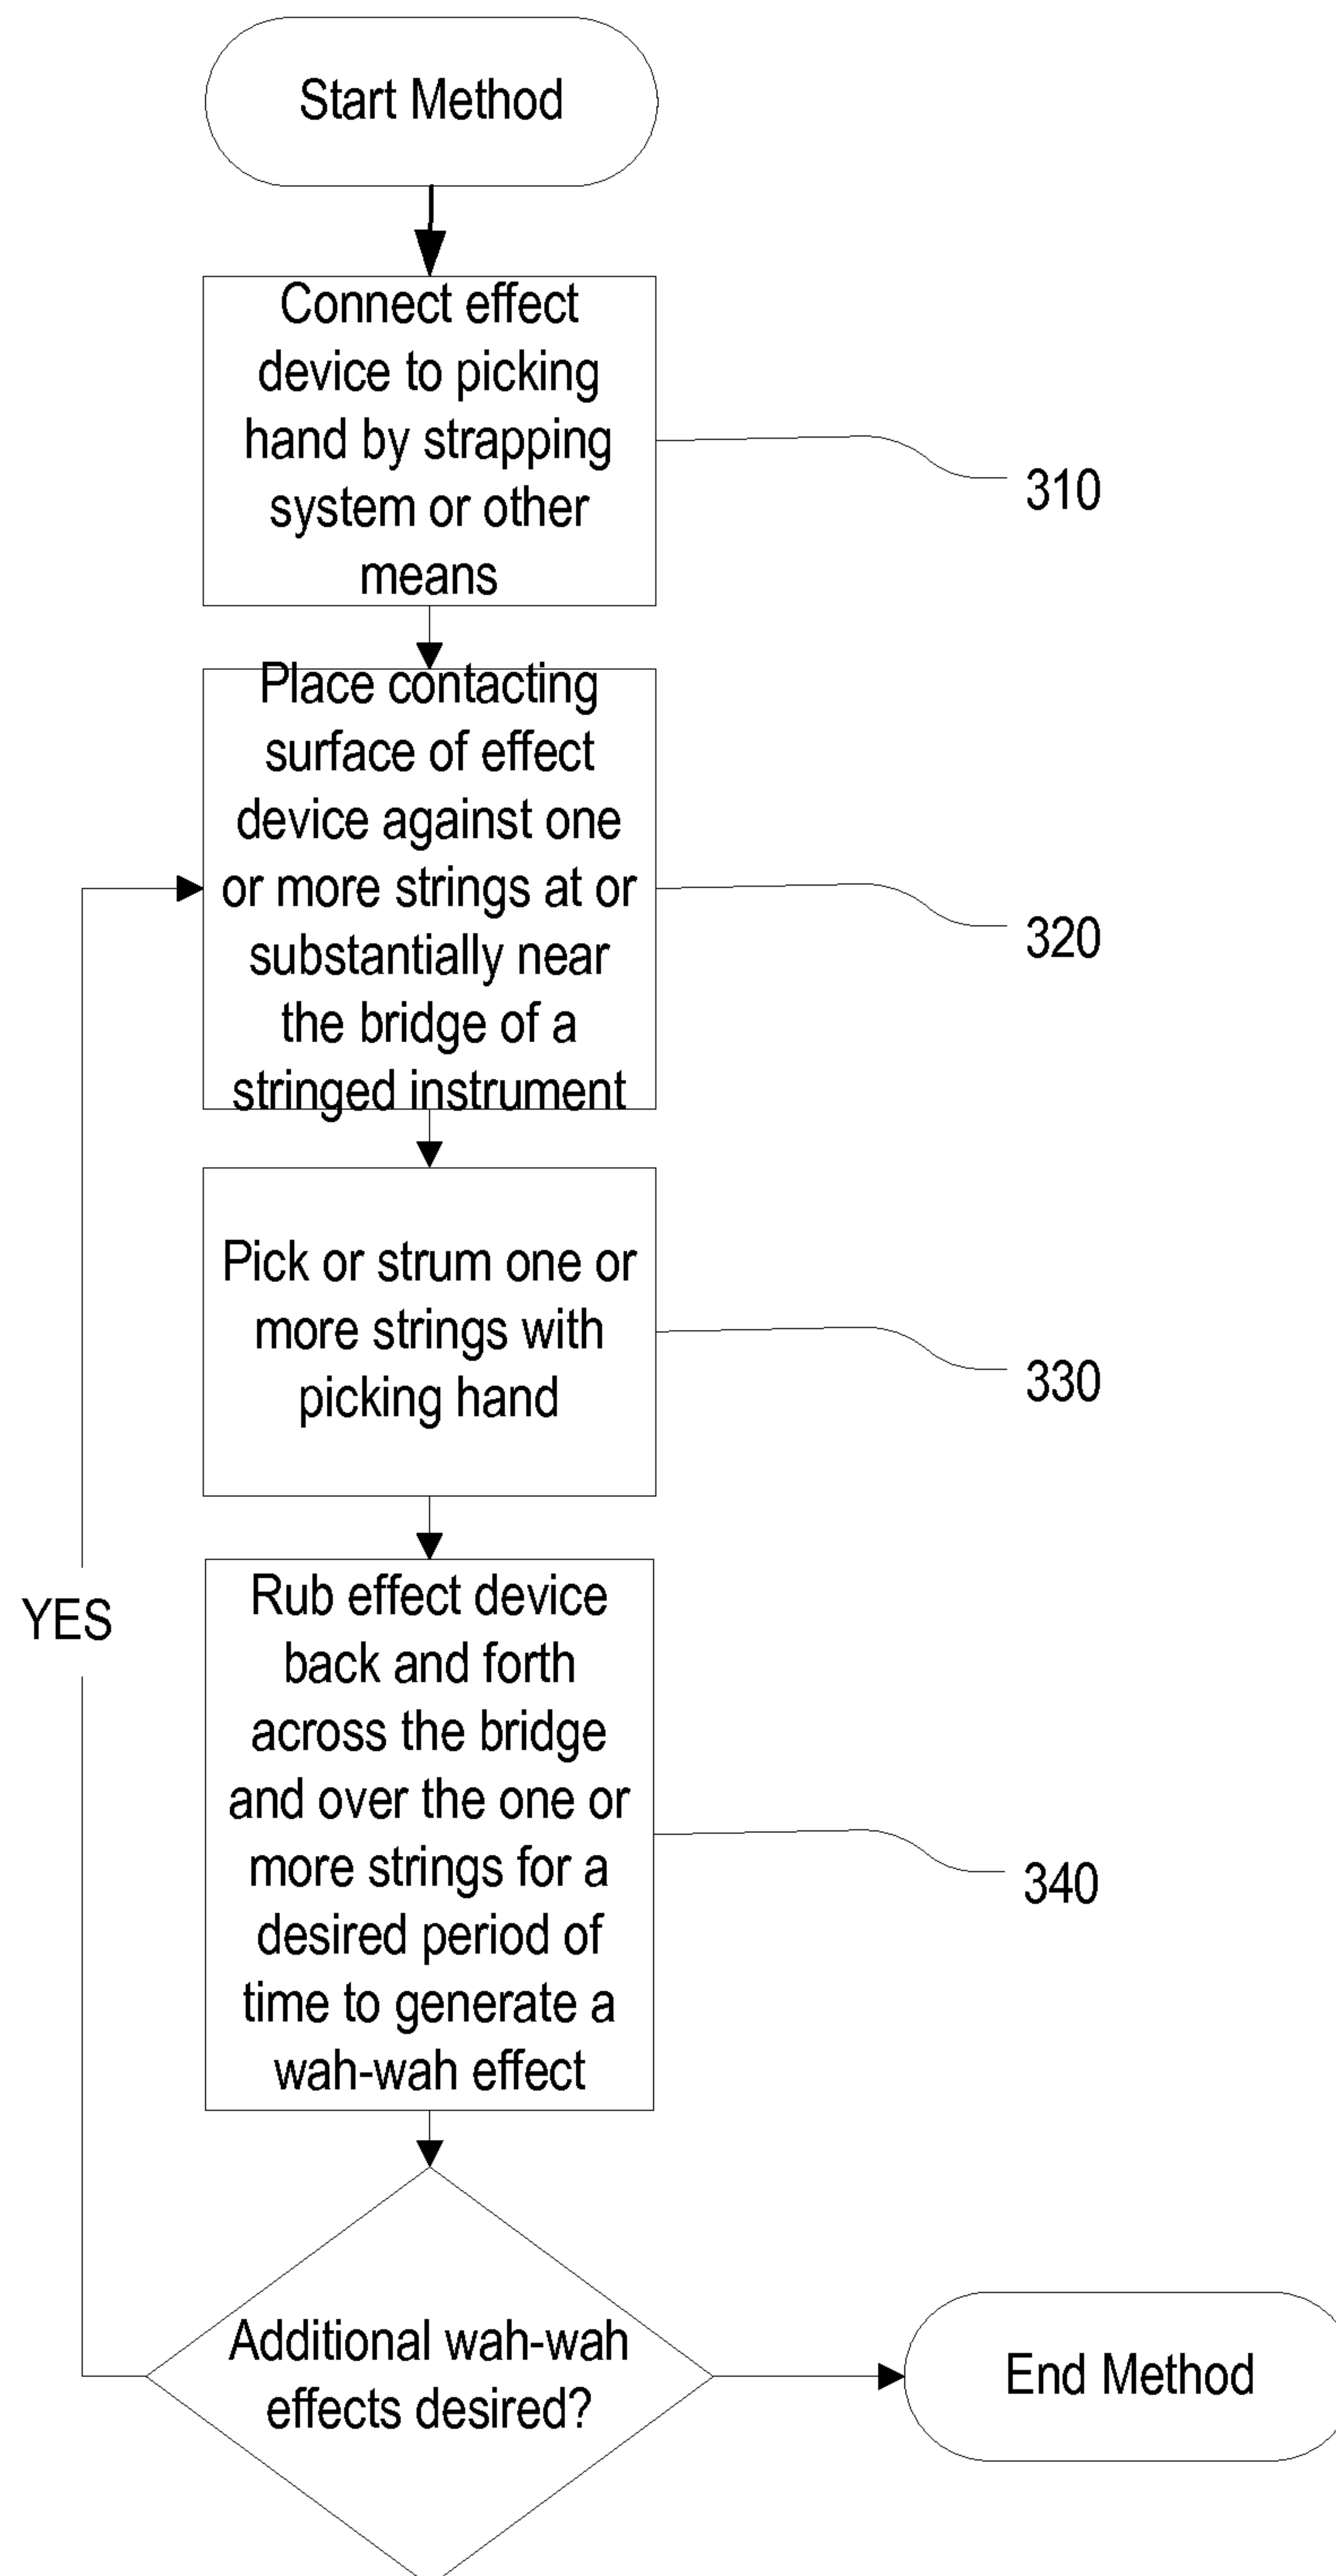 Start Method
Connect effect
device to picking
hand by strapping
system or other
means
310
Place contacting
surface of effect
device against one
or more strings at or
substantially near
the bridge of a
stringed instrument
320
Pick or strum one or
more strings with
picking hand
330
YES
Rub effect device
back and forth
across the bridge
and over the one or
more strings for a
desired period of
time to generate a
wah-wah effect
340
Additional wah-wah
effects desired?
End Method